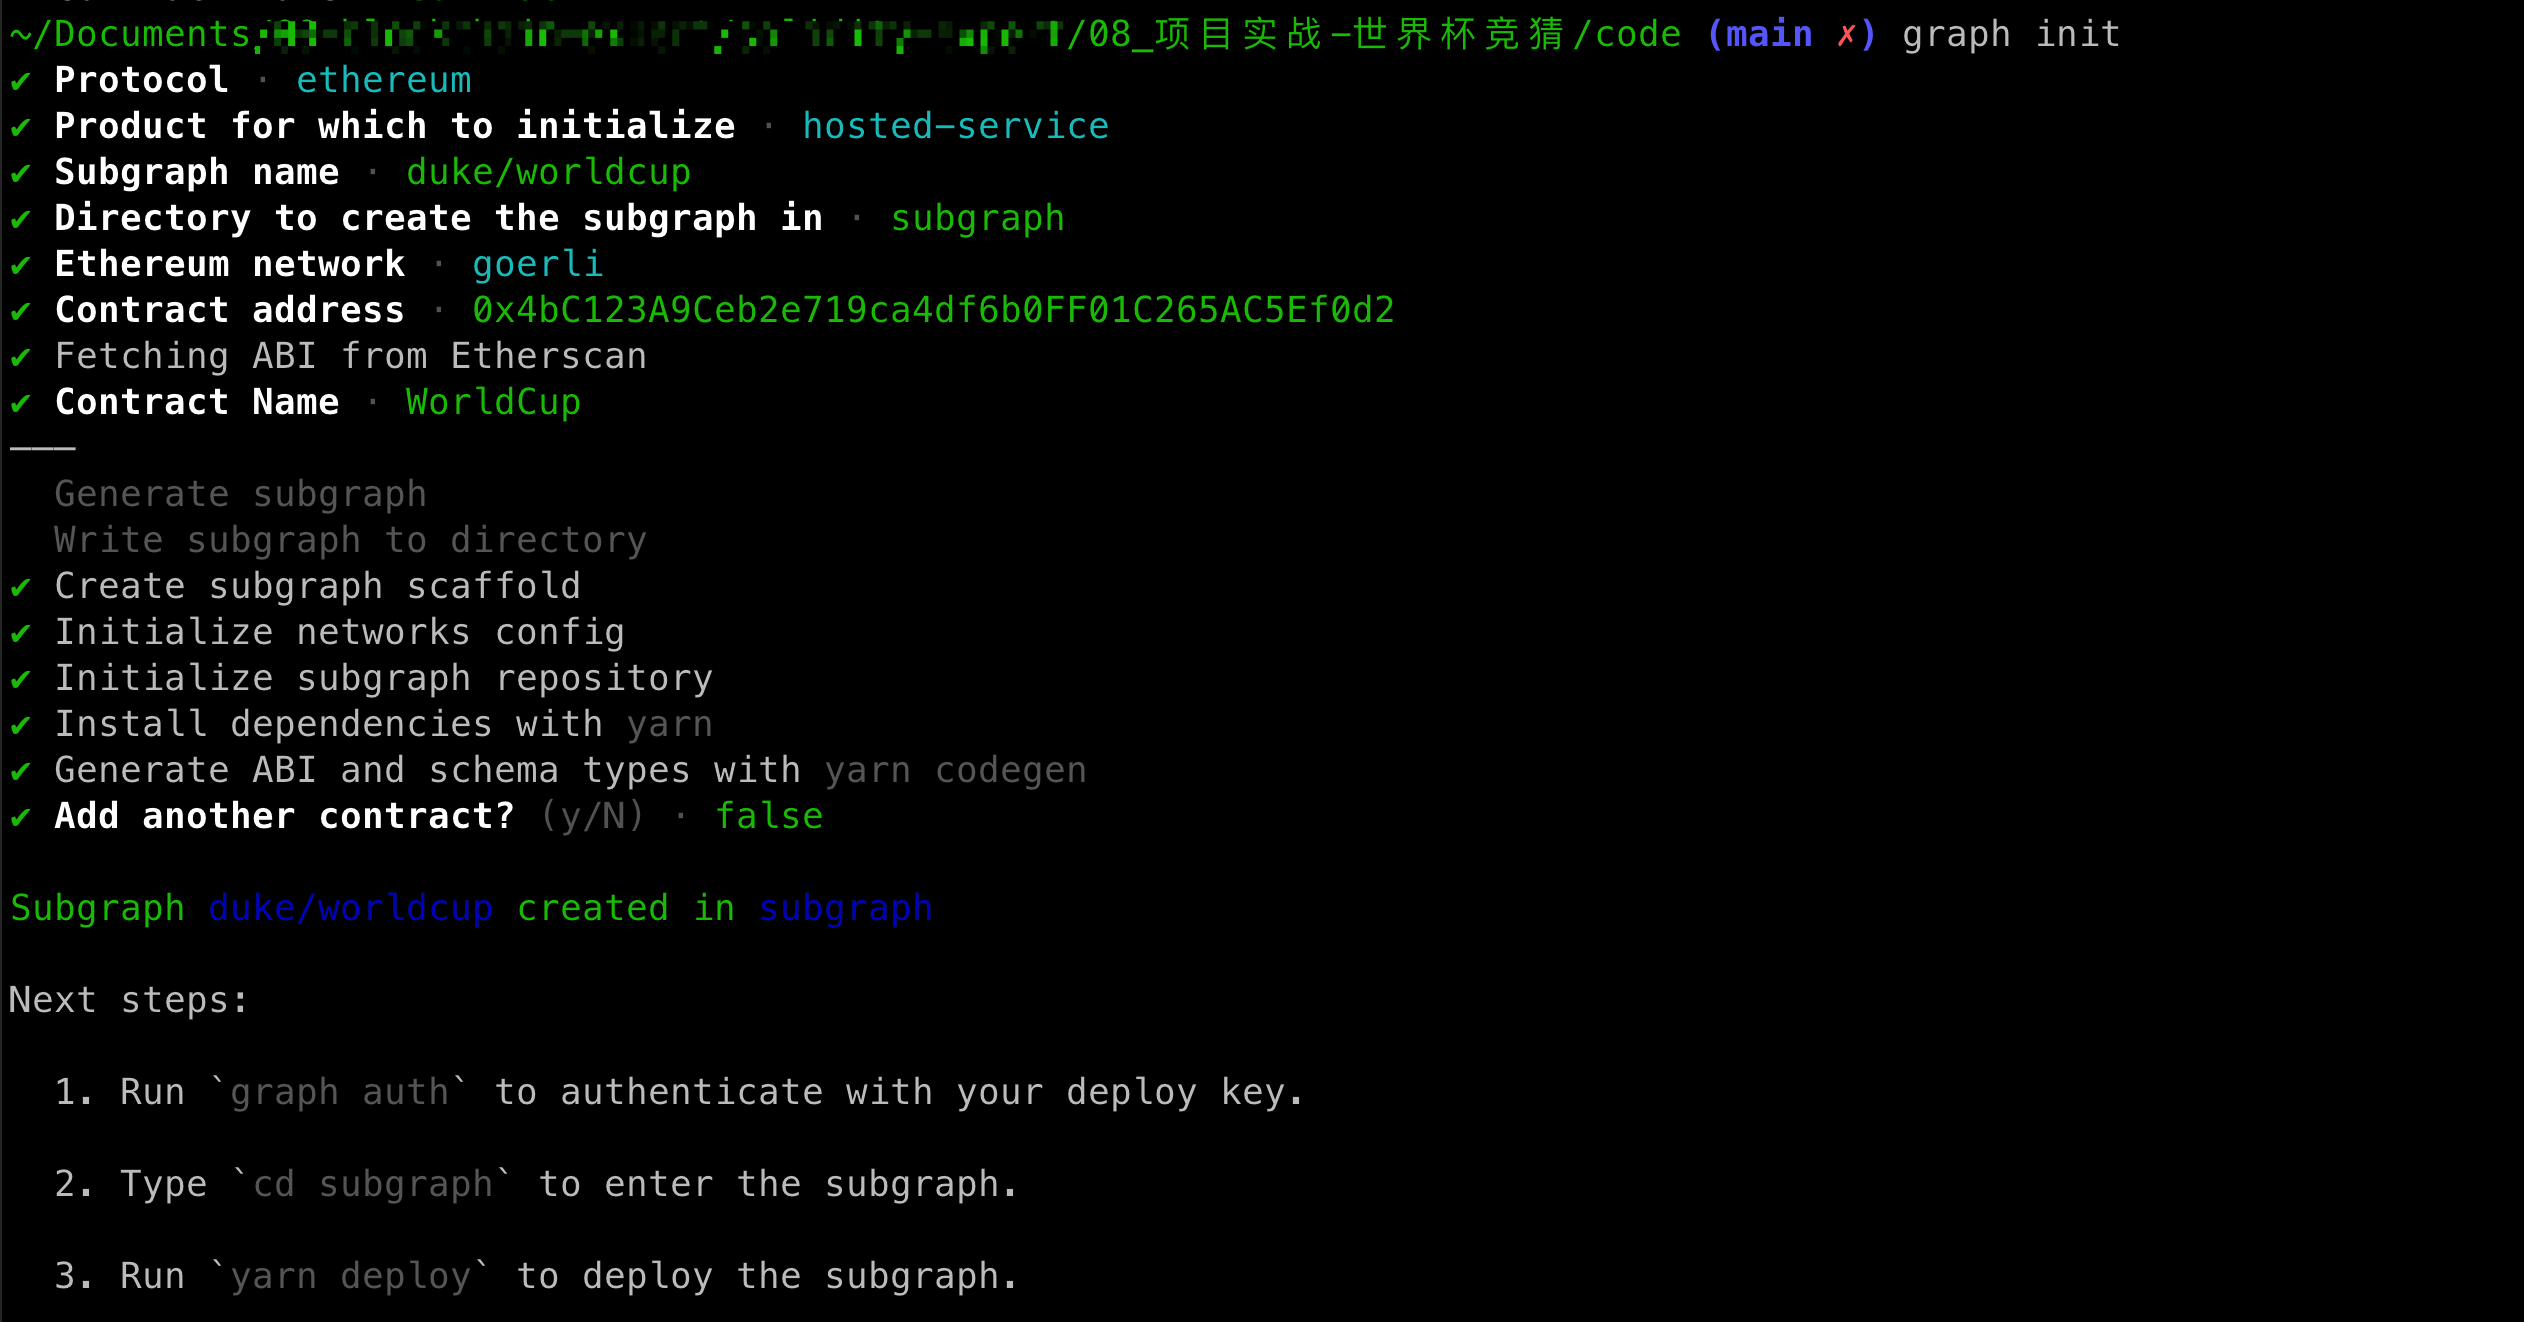 ~/Documents/08_项目实战-世界杯竞猜/code (main ✗) graph init
✔ Protocol · ethereum
✔ Product for which to initialize · hosted-service
✔ Subgraph name · duke/worldcup
✔ Directory to create the subgraph in · subgraph
✔ Ethereum network · goerli
✔ Contract address · 0x4bC123A9Ceb2e719ca4df6b0FF01C265AC5Ef0d2
✔ Fetching ABI from Etherscan
✔ Contract Name · WorldCup
———
Generate subgraph
Write subgraph to directory
✔ Create subgraph scaffold
✔ Initialize networks config
✔ Initialize subgraph repository
✔ Install dependencies with yarn
✔ Generate ABI and schema types with yarn codegen
✔ Add another contract? (y/N) · false
Subgraph duke/worldcup created in subgraph
Next steps:
1. Run `graph auth` to authenticate with your deploy key.
2. Type `cd subgraph` to enter the subgraph.
3. Run `yarn deploy` to deploy the subgraph.